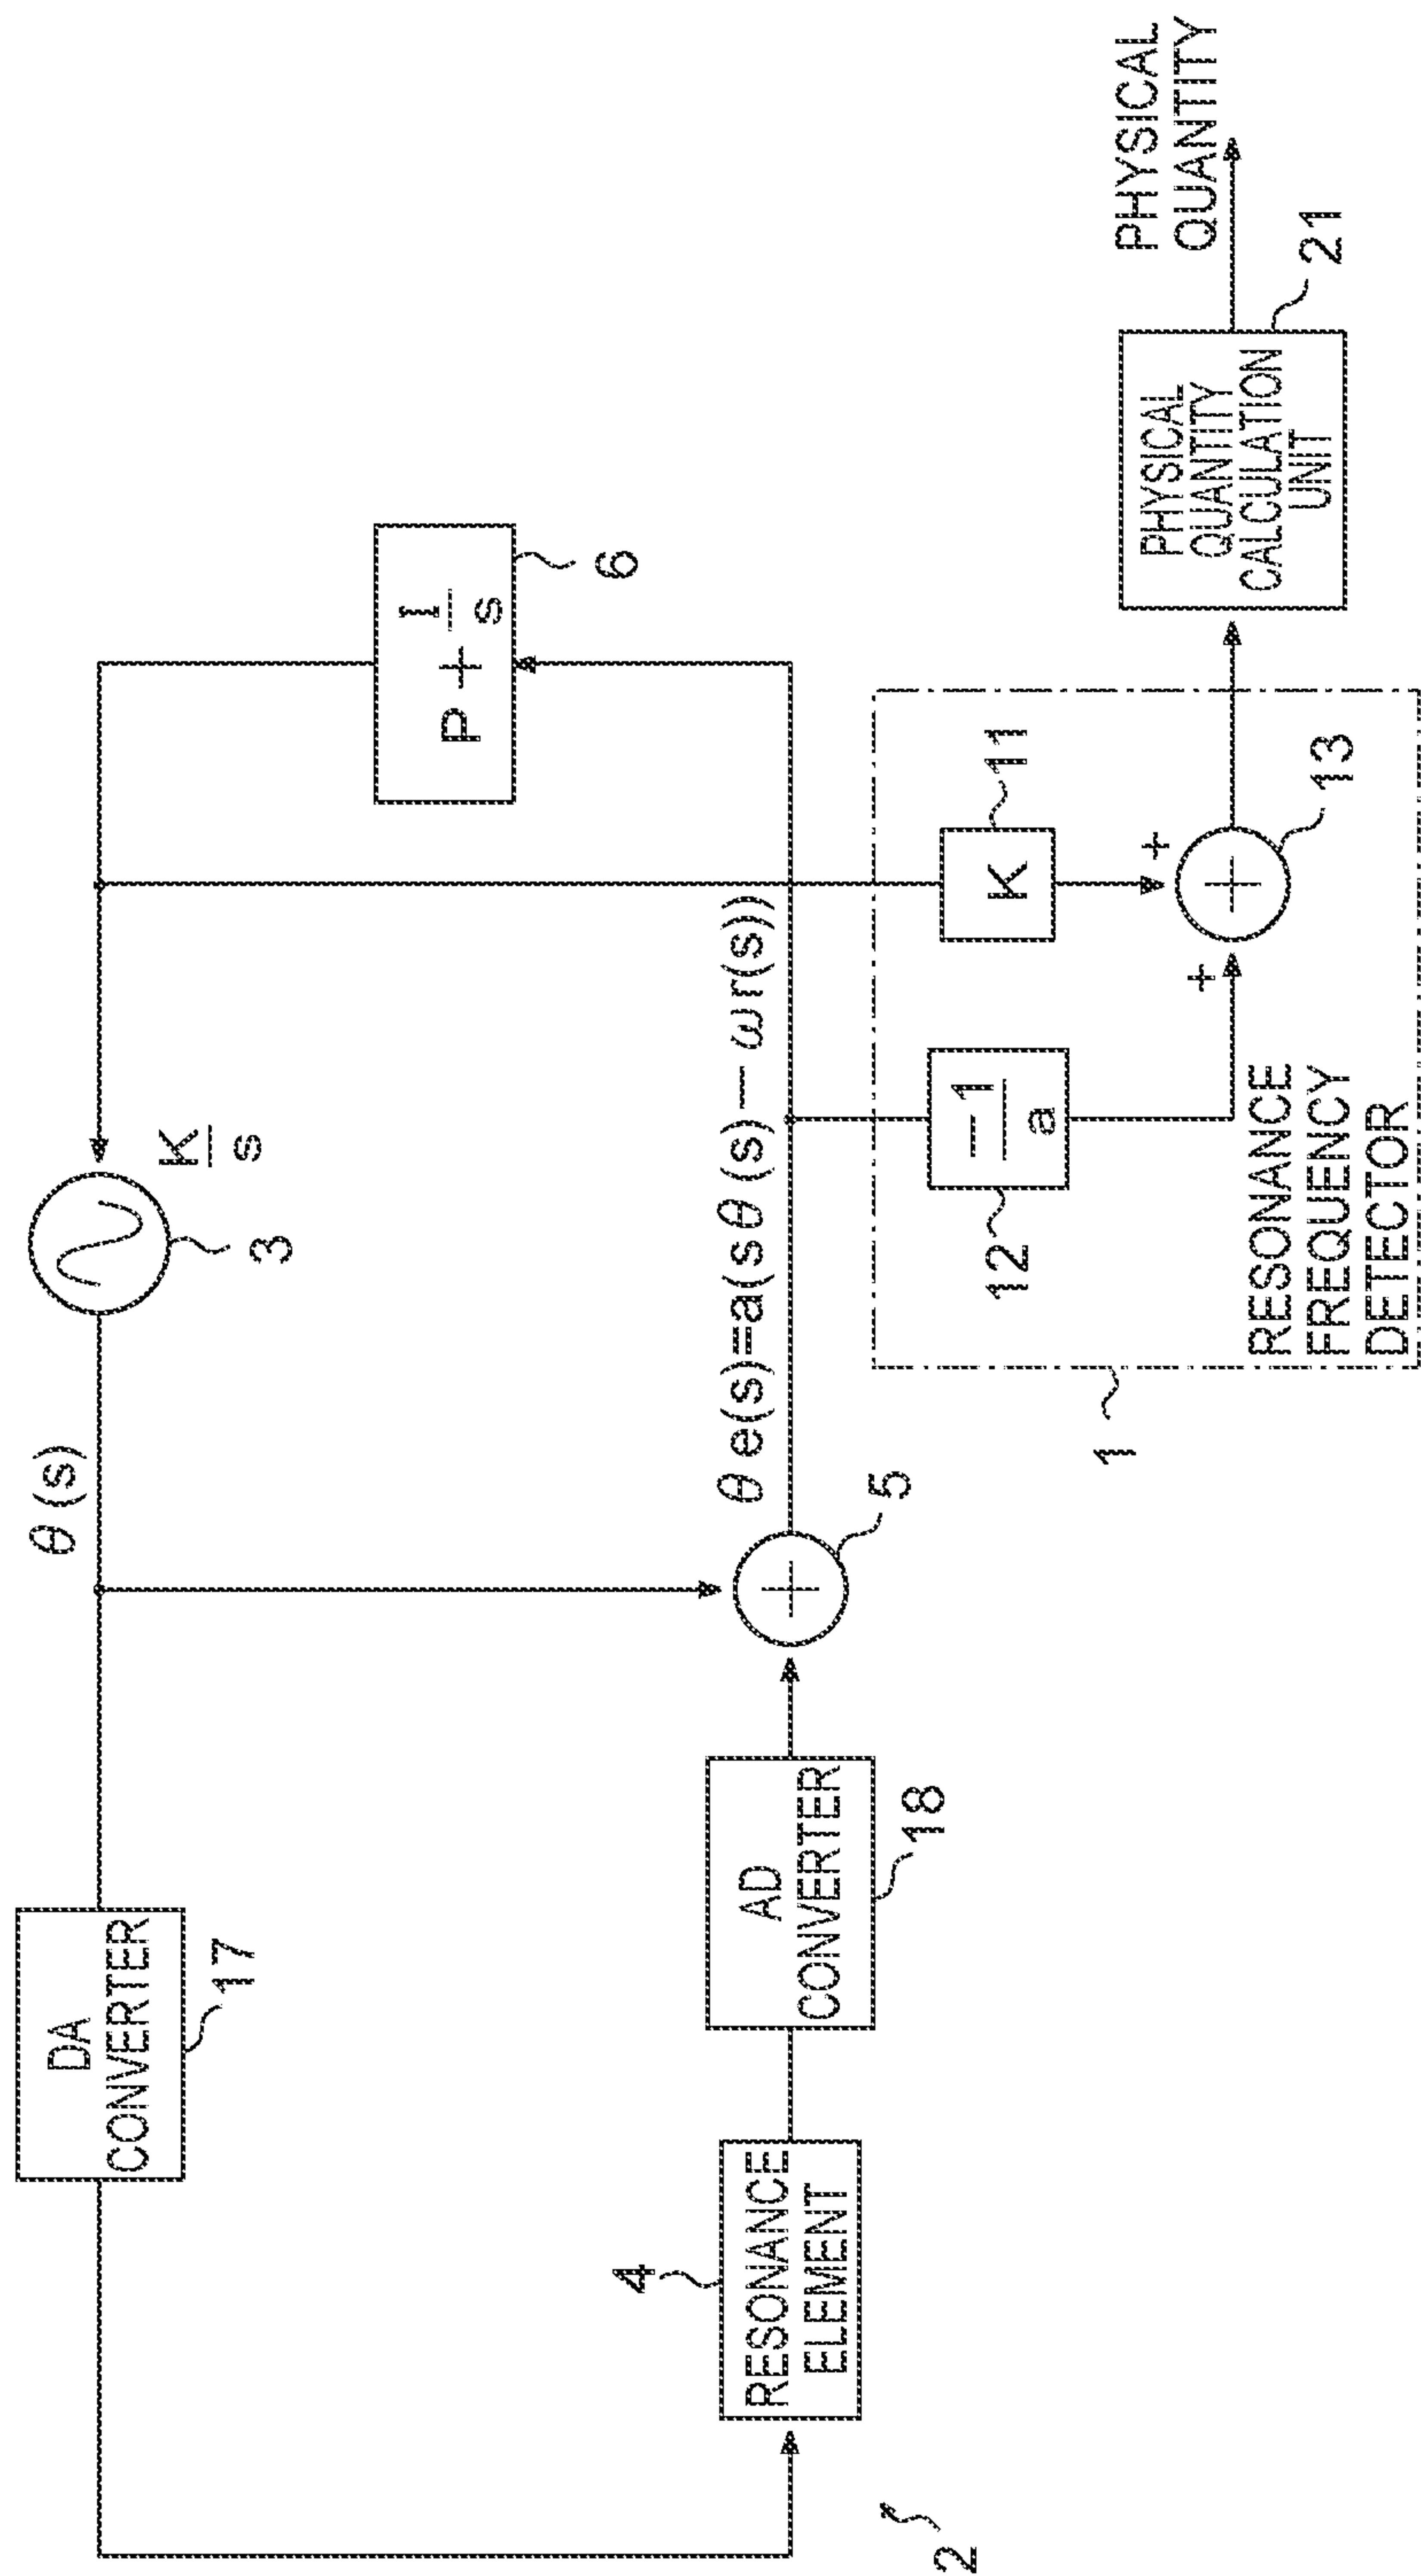 DA
CONVERTER
17
θ(s)
3
K
s
P+
I
s
6
2
4
RESONANCE
ELEMENT
AD
CONVERTER
18
5
θe(s)=a(sθ(s)−ωr(s))
1
12
−1
a
K
11
+
+
13
RESONANCE
FREQUENCY
DETECTOR
PHYSICAL
QUANTITY
CALCULATION
UNIT
21
PHYSICAL
QUANTITY